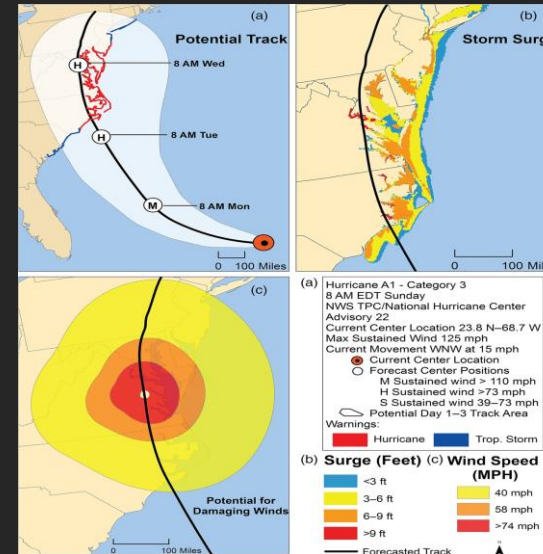 (a)
Potential Track
H
8 AM Wed
H
8 AM Tue
M
8 AM Mon
0 100 Miles
(b)
Storm Surg
0 100 Mil
(c)
Potential for
Damaging Winds
0 100 Miles
(a) Hurricane A1 - Category 3
8 AM EDT Sunday
NWS TPC/National Hurricane Center
Advisory 22
Current Center Location 23.8 N–68.7 W
Max Sustained Wind 125 mph
Current Movement WNW at 15 mph
Current Center Location
Forecast Center Positions
M Sustained wind > 110 mph
H Sustained wind >73 mph
S Sustained wind 39–73 mph
Potential Day 1–3 Track Area
Warnings:
Hurricane Trop. Storm
(b) Surge (Feet)
<3 ft
3–6 ft
6–9 ft
>9 ft
(c) Wind Speed
(MPH)
40 mph
58 mph
>74 mph
Forecasted Track
N